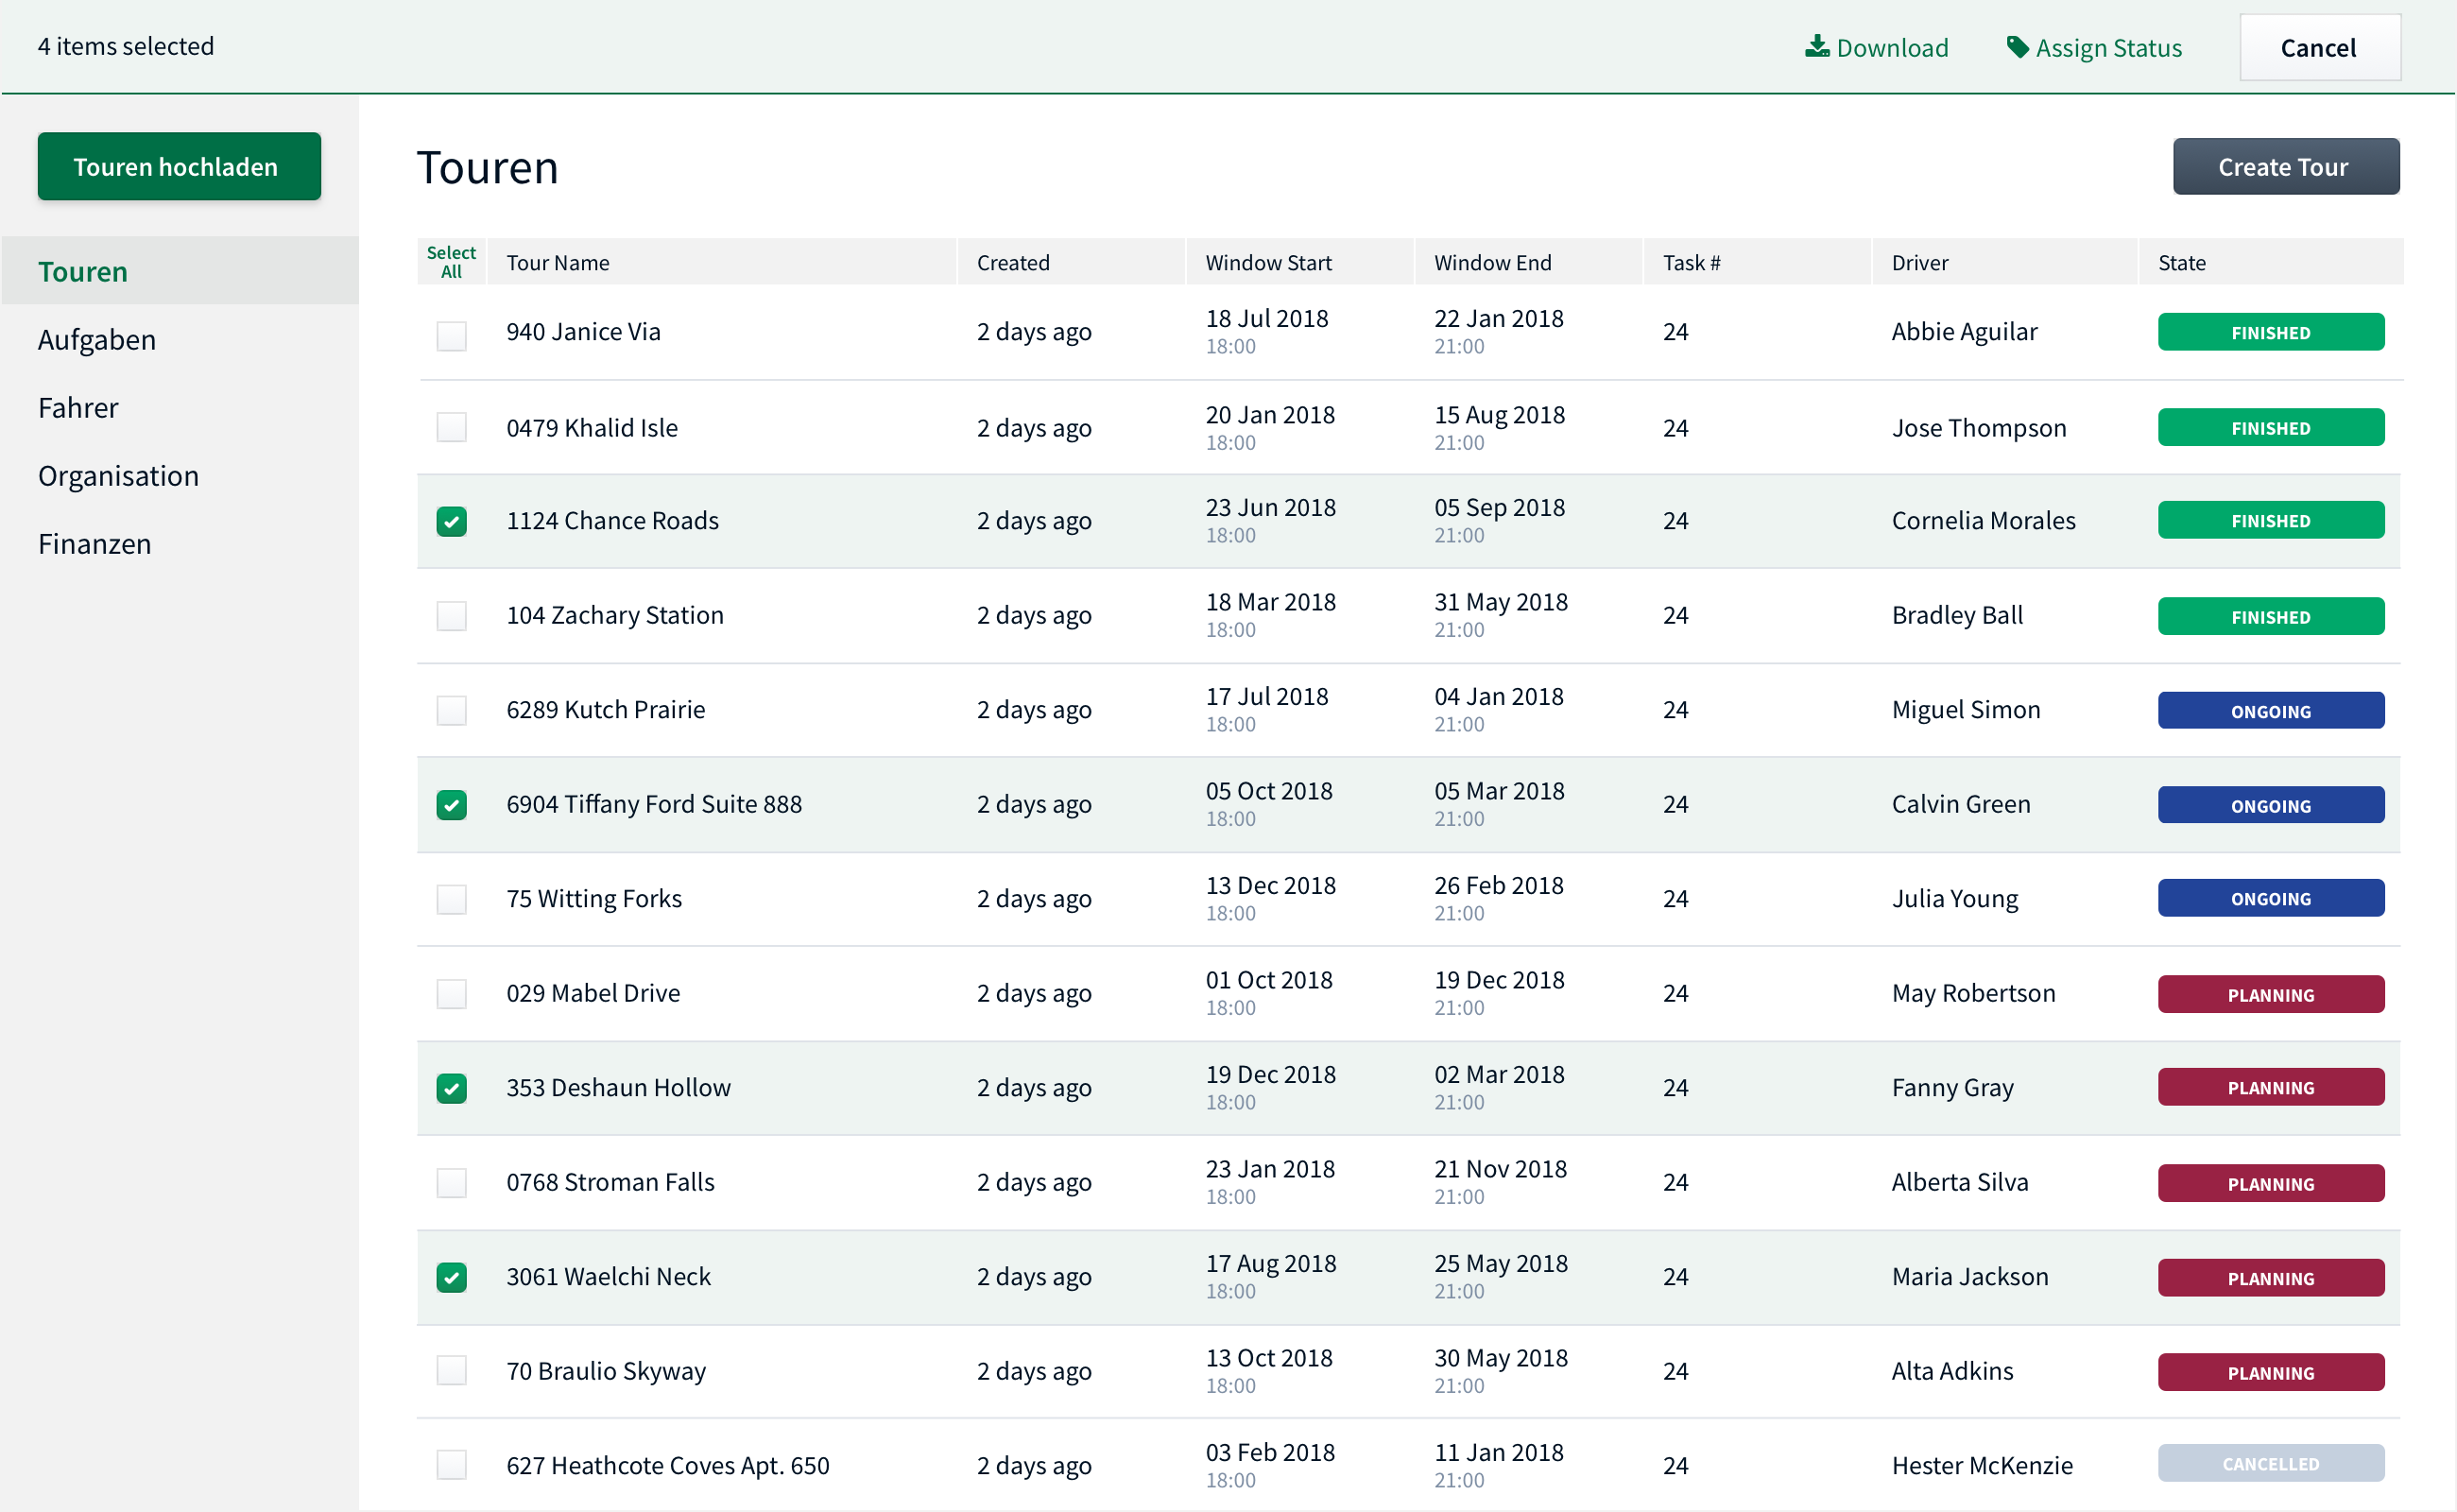 4 items selected
Download
Assign Status
Cancel
Touren hochladen
Touren
Aufgaben
Fahrer
Organisation
Finanzen
Touren
Create Tour
Select
All
Tour Name
Created
Window Start
Window End
Task #
Driver
State
940 Janice Via
2 days ago
18 Jul 2018
18:00
22 Jan 2018
21:00
24
Abbie Aguilar
FINISHED
0479 Khalid Isle
2 days ago
20 Jan 2018
18:00
15 Aug 2018
21:00
24
Jose Thompson
FINISHED
1124 Chance Roads
2 days ago
23 Jun 2018
18:00
05 Sep 2018
21:00
24
Cornelia Morales
FINISHED
104 Zachary Station
2 days ago
18 Mar 2018
18:00
31 May 2018
21:00
24
Bradley Ball
FINISHED
6289 Kutch Prairie
2 days ago
17 Jul 2018
18:00
04 Jan 2018
21:00
24
Miguel Simon
ONGOING
6904 Tiffany Ford Suite 888
2 days ago
05 Oct 2018
18:00
05 Mar 2018
21:00
24
Calvin Green
ONGOING
75 Witting Forks
2 days ago
13 Dec 2018
18:00
26 Feb 2018
21:00
24
Julia Young
ONGOING
029 Mabel Drive
2 days ago
01 Oct 2018
18:00
19 Dec 2018
21:00
24
May Robertson
PLANNING
353 Deshaun Hollow
2 days ago
19 Dec 2018
18:00
02 Mar 2018
21:00
24
Fanny Gray
PLANNING
0768 Stroman Falls
2 days ago
23 Jan 2018
18:00
21 Nov 2018
21:00
24
Alberta Silva
PLANNING
3061 Waelchi Neck
2 days ago
17 Aug 2018
18:00
25 May 2018
21:00
24
Maria Jackson
PLANNING
70 Braulio Skyway
2 days ago
13 Oct 2018
18:00
30 May 2018
21:00
24
Alta Adkins
PLANNING
627 Heathcote Coves Apt. 650
2 days ago
03 Feb 2018
18:00
11 Jan 2018
21:00
24
Hester McKenzie
CANCELLED